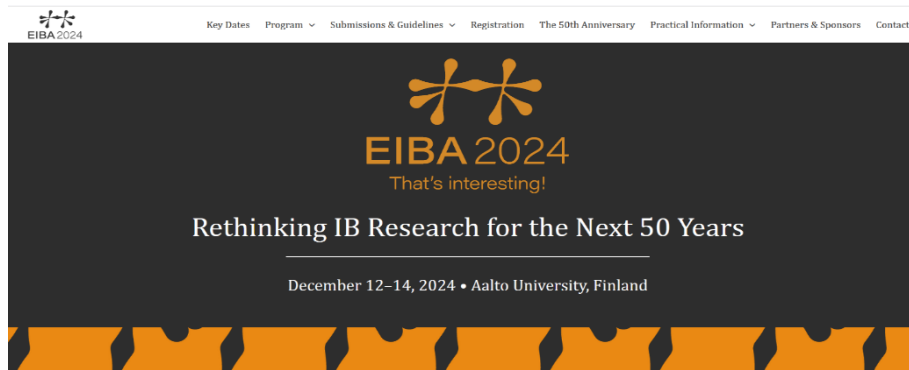 EIBA 2024
Key Dates Program Submissions & Guidelines Registration The 50th Anniversary Practical Information Partners & Sponsors Contact
EIBA 2024
That's interesting!
Rethinking IB Research for the Next 50 Years
December 12–14, 2024 • Aalto University, Finland